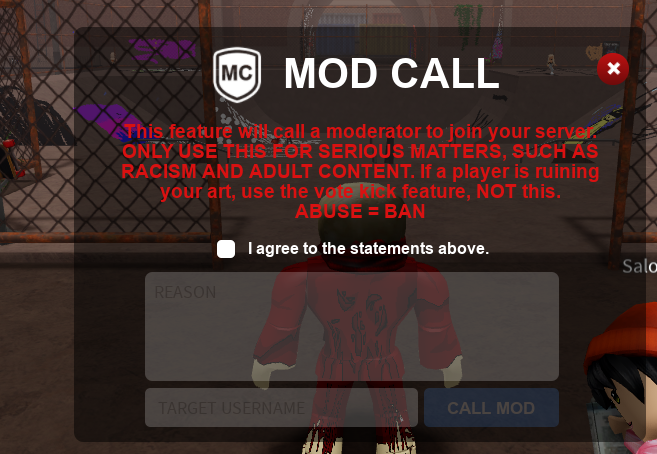 MC
MOD CALL
This feature will call a moderator to join your server.
ONLY USE THIS FOR SERIOUS MATTERS, SUCH AS
RACISM AND ADULT CONTENT. If a player is ruining
your art, use the vote kick feature, NOT this.
ABUSE = BAN
I agree to the statements above.
Salo
REASON
TARGET USERNAME
CALL MOD